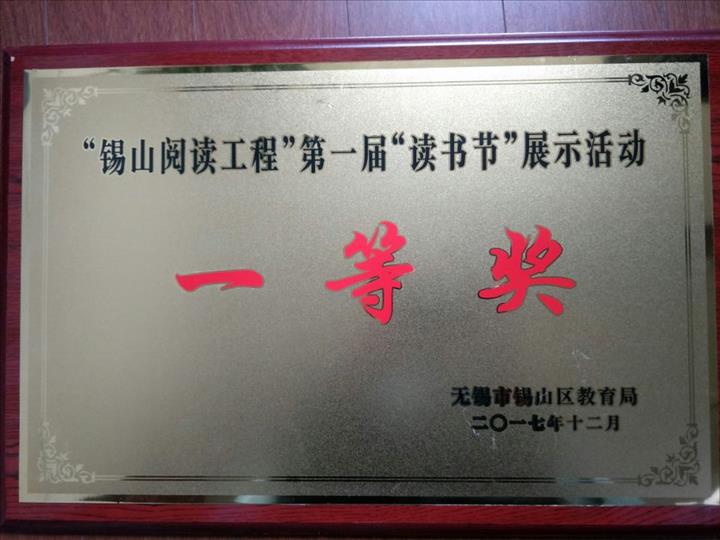 “锡山阅读工程”第一届“读书节”展示活动
一等奖
无锡市锡山区教育局
二〇一七年十二月